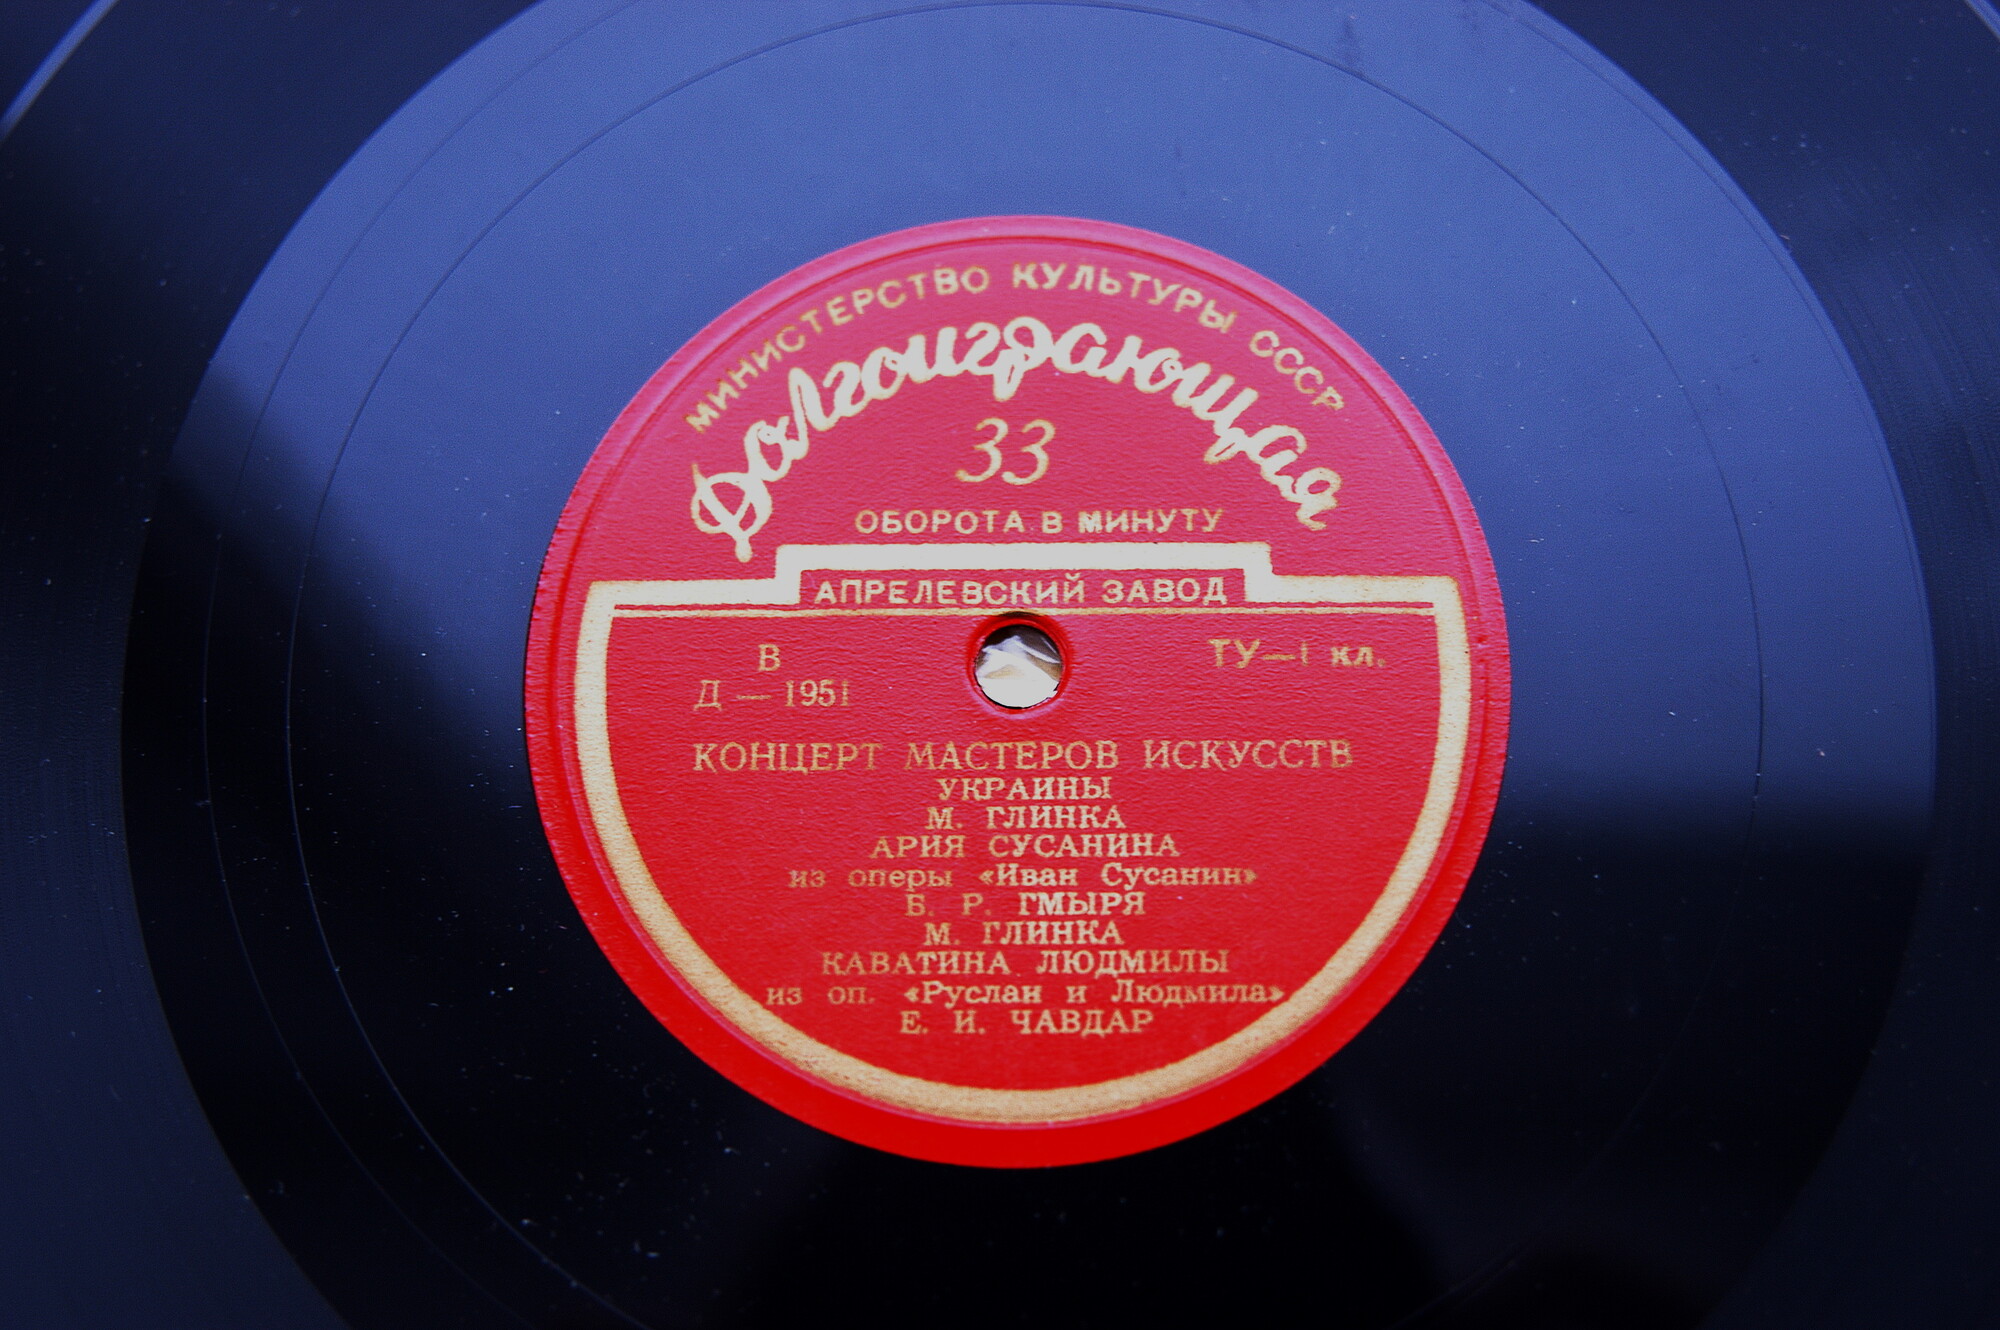 МИНИСТЕРСТВО КУЛЬТУРЫ СССР
Долгоиграющая
33
ОБОРОТА В МИНУТУ
АПРЕЛЕВСКИЙ ЗАВОД
В
ТУ—1 кл.
Д — 1951
КОНЦЕРТ МАСТЕРОВ ИСКУССТВ
УКРАИНЫ
М. ГЛИНКА
АРИЯ СУСАНИНА
из оперы «Иван Сусанин»
Б. Р. ГМЫРЯ
М. ГЛИНКА
КАВАТИНА ЛЮДМИЛЫ
из оп. «Руслан и Людмила»
Е. И. ЧАВДАР